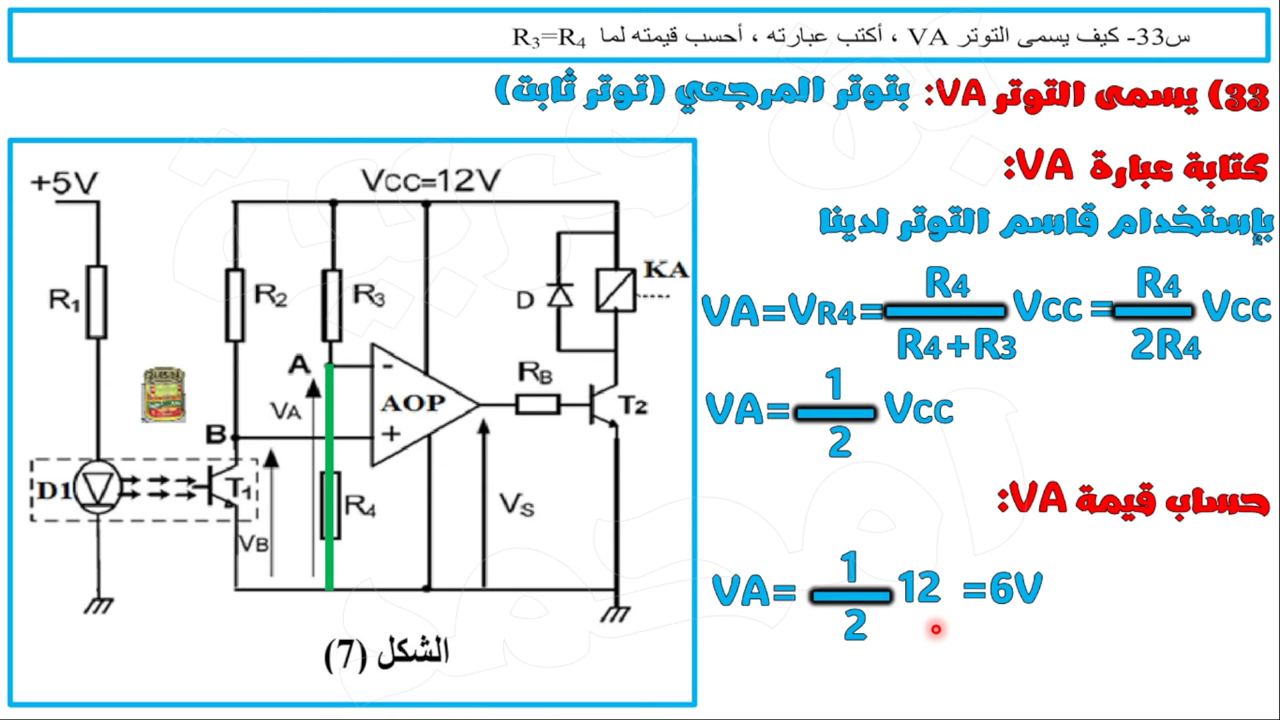 س33- كيف يسمى التوتر VA ، أكتب عبارته ، أحسب قيمته لما R₃=R₄
33) يسمى التوتر VA: بتوتر المرجعي (توتر ثابت)
كتابة عبارة VA:
بإستخدام قاسم التوتر لدينا
VA=VR4= R4 / R4+R3 Vcc = R4 / 2R4 Vcc
VA= 1 / 2 Vcc
حساب قيمة VA:
VA= 1 / 2 12 =6V
+5V
VCC=12V
R1
R2
R3
D
KA
A
-
RB
VA
AOP
T2
B
+
D1
T1
R4
VS
VB
الشكل (7)